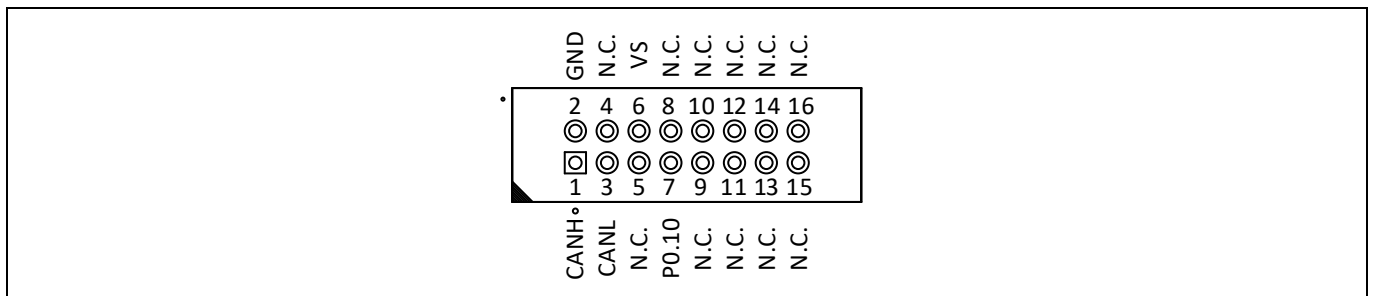 GND N.C. VS N.C. N.C. N.C. N.C. N.C.
2 4 6 8 10 12 14 16
1 3 5 7 9 11 13 15
CANH CANL N.C. P0.10 N.C. N.C. N.C. N.C.